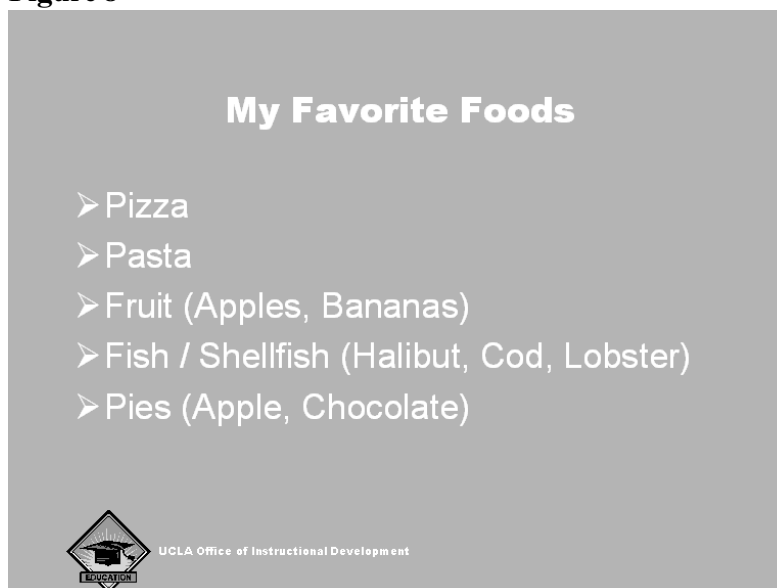 My Favorite Foods
➢Pizza
➢Pasta
➢Fruit (Apples, Bananas)
➢Fish / Shellfish (Halibut, Cod, Lobster)
➢Pies (Apple, Chocolate)
UCLA Office of Instructional Development
EDUCATION